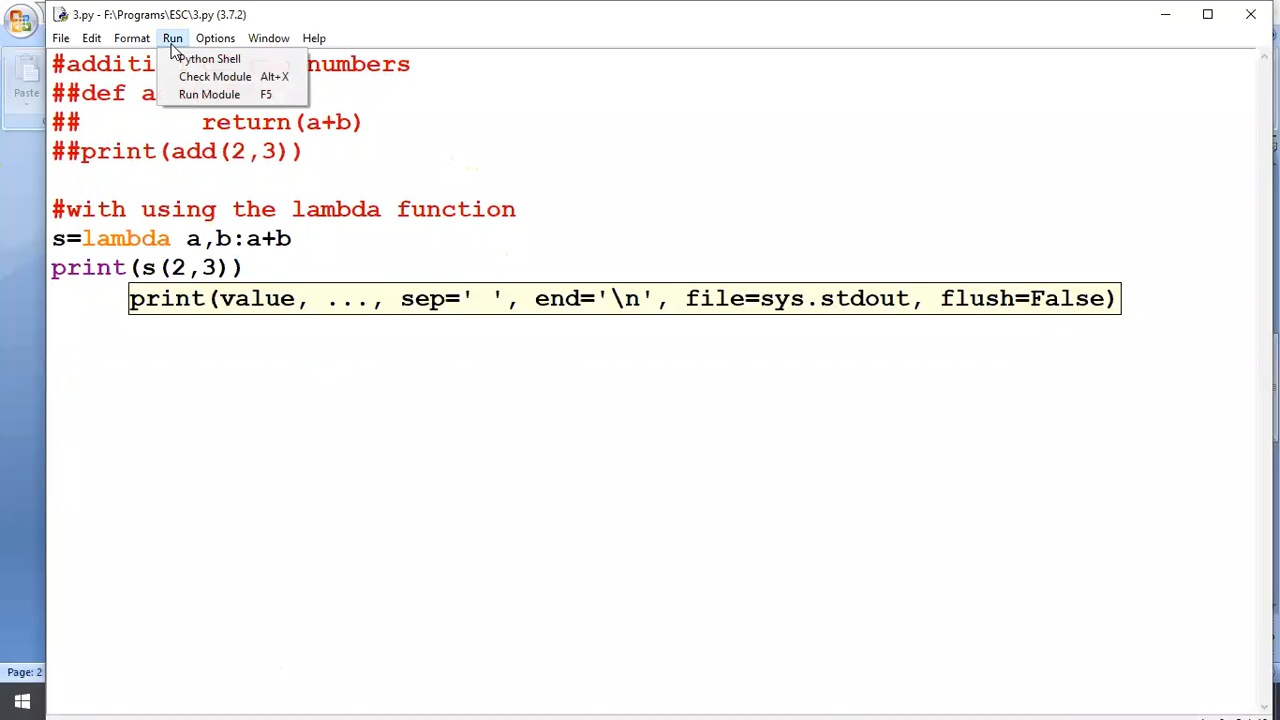 3.py - F:\Programs\ESC\3.py (3.7.2)
File Edit Format Run Options Window Help
Python Shell
Check Module Alt+X
Run Module F5
Paste
#additi numbers
##def a
## return(a+b)
##print(add(2,3))
#with using the lambda function
s=lambda a,b:a+b
print(s(2,3))
print(value, ..., sep=' ', end='\n', file=sys.stdout, flush=False)
Page: 2